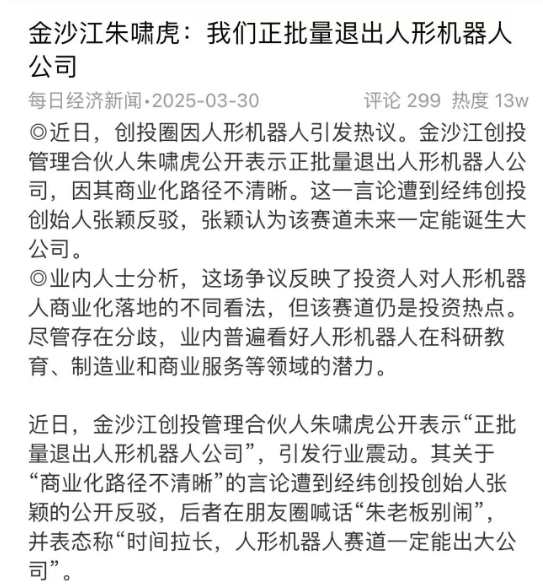 金沙江朱啸虎：我们正批量退出人形机器人
公司
每日经济新闻•2025-03-30 评论 299 热度 13w
◎近日，创投圈因人形机器人引发热议。金沙江创投
管理合伙人朱啸虎公开表示正批量退出人形机器人公
司，因其商业化路径不清晰。这一言论遭到经纬创投
创始人张颖反驳，张颖认为该赛道未来一定能诞生大
公司。
◎业内人士分析，这场争议反映了投资人对人形机器
人商业化落地的不同看法，但该赛道仍是投资热点。
尽管存在分歧，业内普遍看好人形机器人在科研教
育、制造业和商业服务等领域的潜力。
近日，金沙江创投管理合伙人朱啸虎公开表示“正批
量退出人形机器人公司”，引发行业震动。其关于
“商业化路径不清晰”的言论遭到经纬创投创始人张
颖的公开反驳，后者在朋友圈喊话“朱老板别闹”，
并表态称“时间拉长，人形机器人赛道一定能出大公
司”。